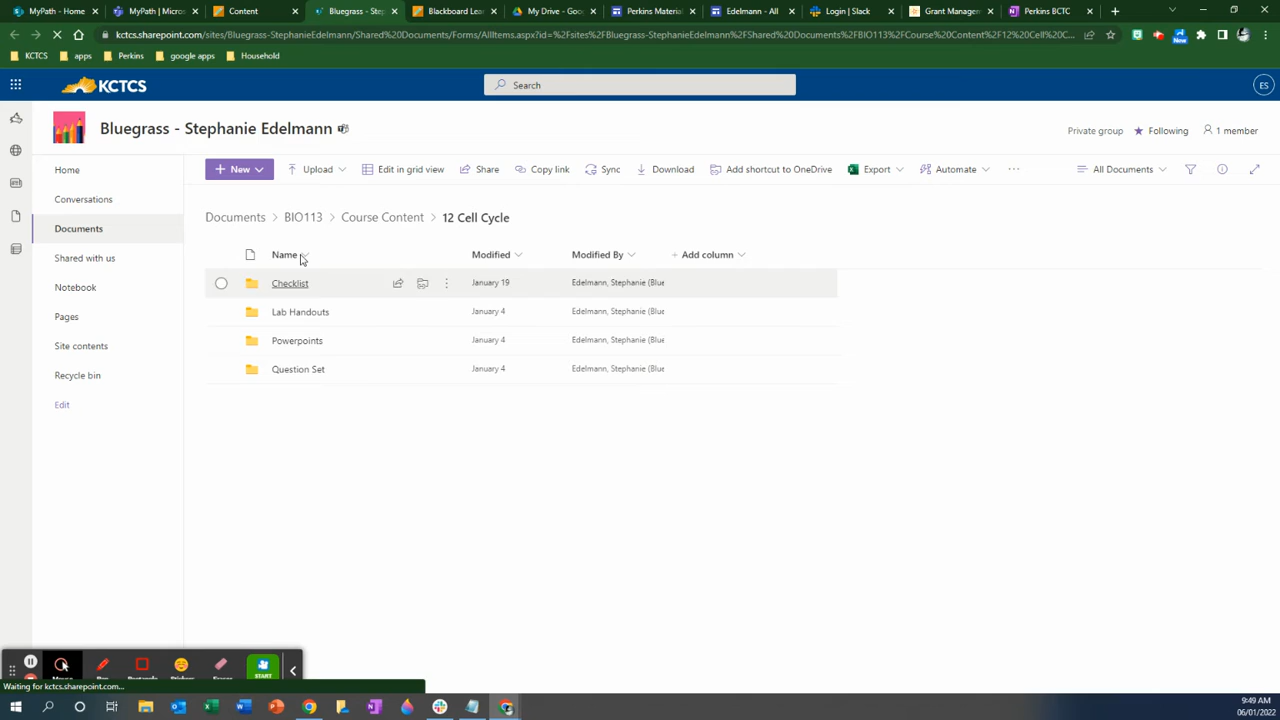 MyPath - Home
MyPath | Micros
Content
Bluegrass - Step
Blackboard Lear
My Drive - Goog
Perkins Material
Edelmann - All
Login | Slack
Grant Managem
Perkins BCTC
kctcs.sharepoint.com/sites/Bluegrass-StephanieEdelmann/Shared%20Documents/Forms/AllItems.aspx?id=%2Fsites%2FBluegrass-StephanieEdelmann%2FShared%20Documents%2FBIO113%2FCourse%20Content%2F12%20Cell%20C...
KCTCS
apps
Perkins
google apps
Household
KCTCS
Search
ES
Bluegrass - Stephanie Edelmann
Private group
Following
1 member
Home
Conversations
Documents
Shared with us
Notebook
Pages
Site contents
Recycle bin
Edit
New
Upload
Edit in grid view
Share
Copy link
Sync
Download
Add shortcut to OneDrive
Export
Automate
All Documents
Documents > BIO113 > Course Content > 12 Cell Cycle
Name Modified Modified By + Add column
Checklist January 19 Edelmann, Stephanie (Blue
Lab Handouts January 4 Edelmann, Stephanie (Blue
Powerpoints January 4 Edelmann, Stephanie (Blue
Question Set January 4 Edelmann, Stephanie (Blue
START
Waiting for kctcs.sharepoint.com...
9:49 AM
06/01/2022